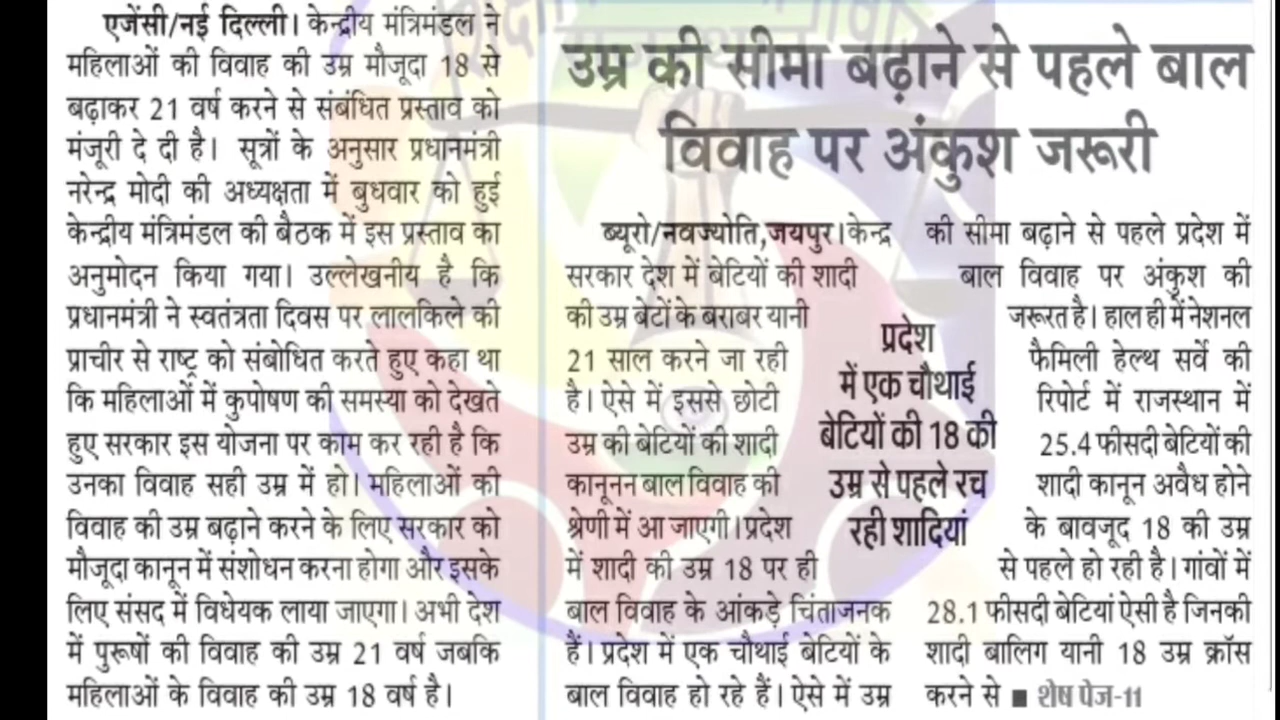 एजेंसी/नई दिल्ली। केन्द्रीय मंत्रिमंडल ने
महिलाओं की विवाह की उम्र मौजूदा 18 से
बढ़ाकर 21 वर्ष करने से संबंधित प्रस्ताव को
मंजूरी दे दी है। सूत्रों के अनुसार प्रधानमंत्री
नरेन्द्र मोदी की अध्यक्षता में बुधवार को हुई
केन्द्रीय मंत्रिमंडल की बैठक में इस प्रस्ताव का
अनुमोदन किया गया। उल्लेखनीय है कि
प्रधानमंत्री ने स्वतंत्रता दिवस पर लालकिले की
प्राचीर से राष्ट्र को संबोधित करते हुए कहा था
कि महिलाओं में कुपोषण की समस्या को देखते
हुए सरकार इस योजना पर काम कर रही है कि
उनका विवाह सही उम्र में हो। महिलाओं की
विवाह की उम्र बढ़ाने करने के लिए सरकार को
मौजूदा कानून में संशोधन करना होगा और इसके
लिए संसद में विधेयक लाया जाएगा। अभी देश
में पुरूषों की विवाह की उम्र 21 वर्ष जबकि
महिलाओं के विवाह की उम्र 18 वर्ष है।
उम्र की सीमा बढ़ाने से पहले बाल
विवाह पर अंकुश जरूरी
ब्यूरो/नवज्योति,जयपुर। केन्द्र
सरकार देश में बेटियों की शादी
की उम्र बेटों के बराबर यानी
21 साल करने जा रही
है। ऐसे में इससे छोटी
उम्र की बेटियों की शादी
कानूनन बाल विवाह की
श्रेणी में आ जाएगी। प्रदेश
में शादी की उम्र 18 पर ही
बाल विवाह के आंकड़े चिंताजनक
हैं। प्रदेश में एक चौथाई बेटियों के
बाल विवाह हो रहे हैं। ऐसे में उम्र
प्रदेश
में एक चौथाई
बेटियों की 18 की
उम्र से पहले रच
रही शादियां
की सीमा बढ़ाने से पहले प्रदेश में
बाल विवाह पर अंकुश की
जरूरत है। हाल ही में नेशनल
फैमिली हेल्थ सर्वे की
रिपोर्ट में राजस्थान में
25.4 फीसदी बेटियों की
शादी कानून अवैध होने
के बावजूद 18 की उम्र
से पहले हो रही है। गांवों में
28.1 फीसदी बेटियां ऐसी है जिनकी
शादी बालिग यानी 18 उम्र क्रॉस
करने से ■ शेष पेज-11